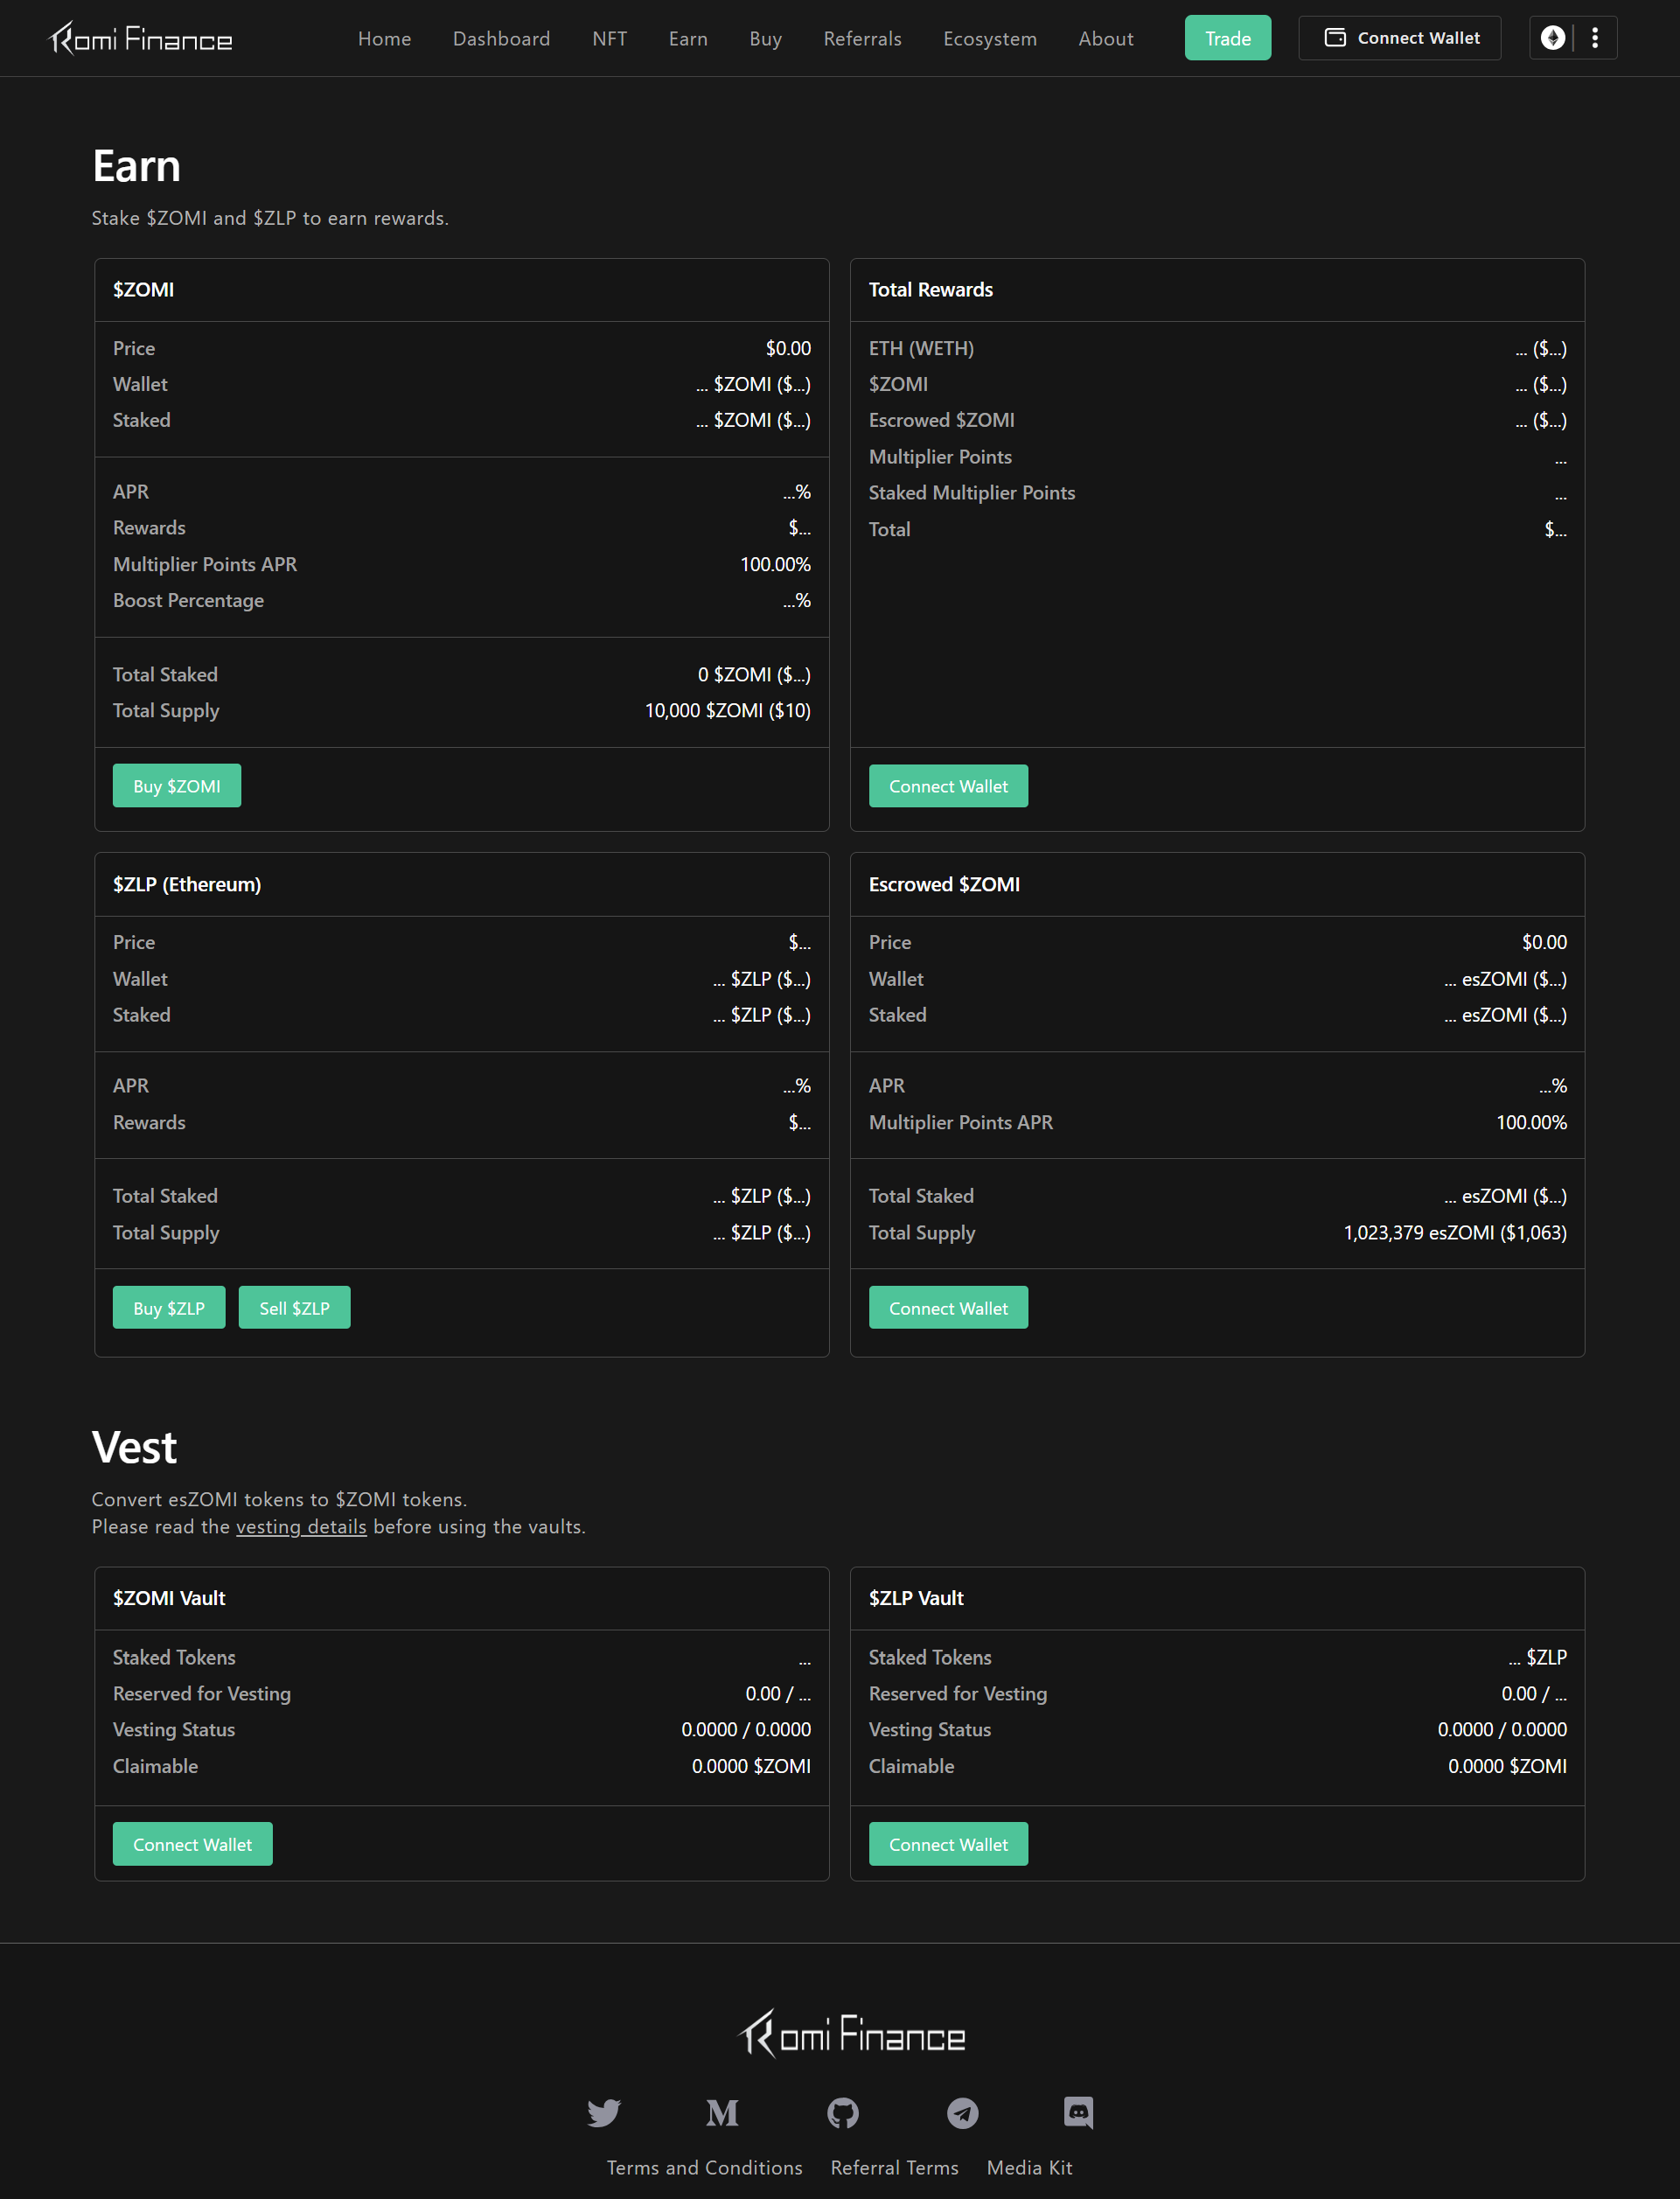 Romi Finance
Home Dashboard NFT Earn Buy Referrals Ecosystem About Trade Connect Wallet
Earn
Stake $ZOMI and $ZLP to earn rewards.
$ZOMI
Price $0.00
Wallet ... $ZOMI ($...)
Staked ... $ZOMI ($...)
APR ...%
Rewards $...
Multiplier Points APR 100.00%
Boost Percentage ...%
Total Staked 0 $ZOMI ($...)
Total Supply 10,000 $ZOMI ($10)
Buy $ZOMI
Total Rewards
ETH (WETH) ... ($...)
$ZOMI ... ($...)
Escrowed $ZOMI ... ($...)
Multiplier Points ...
Staked Multiplier Points ...
Total $...
Connect Wallet
$ZLP (Ethereum)
Price $...
Wallet ... $ZLP ($...)
Staked ... $ZLP ($...)
APR ...%
Rewards $...
Total Staked ... $ZLP ($...)
Total Supply ... $ZLP ($...)
Buy $ZLP Sell $ZLP
Escrowed $ZOMI
Price $0.00
Wallet ... esZOMI ($...)
Staked ... esZOMI ($...)
APR ...%
Multiplier Points APR 100.00%
Total Staked ... esZOMI ($...)
Total Supply 1,023,379 esZOMI ($1,063)
Connect Wallet
Vest
Convert esZOMI tokens to $ZOMI tokens.
Please read the vesting details before using the vaults.
$ZOMI Vault
Staked Tokens ...
Reserved for Vesting 0.00 / ...
Vesting Status 0.0000 / 0.0000
Claimable 0.0000 $ZOMI
Connect Wallet
$ZLP Vault
Staked Tokens ... $ZLP
Reserved for Vesting 0.00 / ...
Vesting Status 0.0000 / 0.0000
Claimable 0.0000 $ZOMI
Connect Wallet
Romi Finance
Terms and Conditions Referral Terms Media Kit